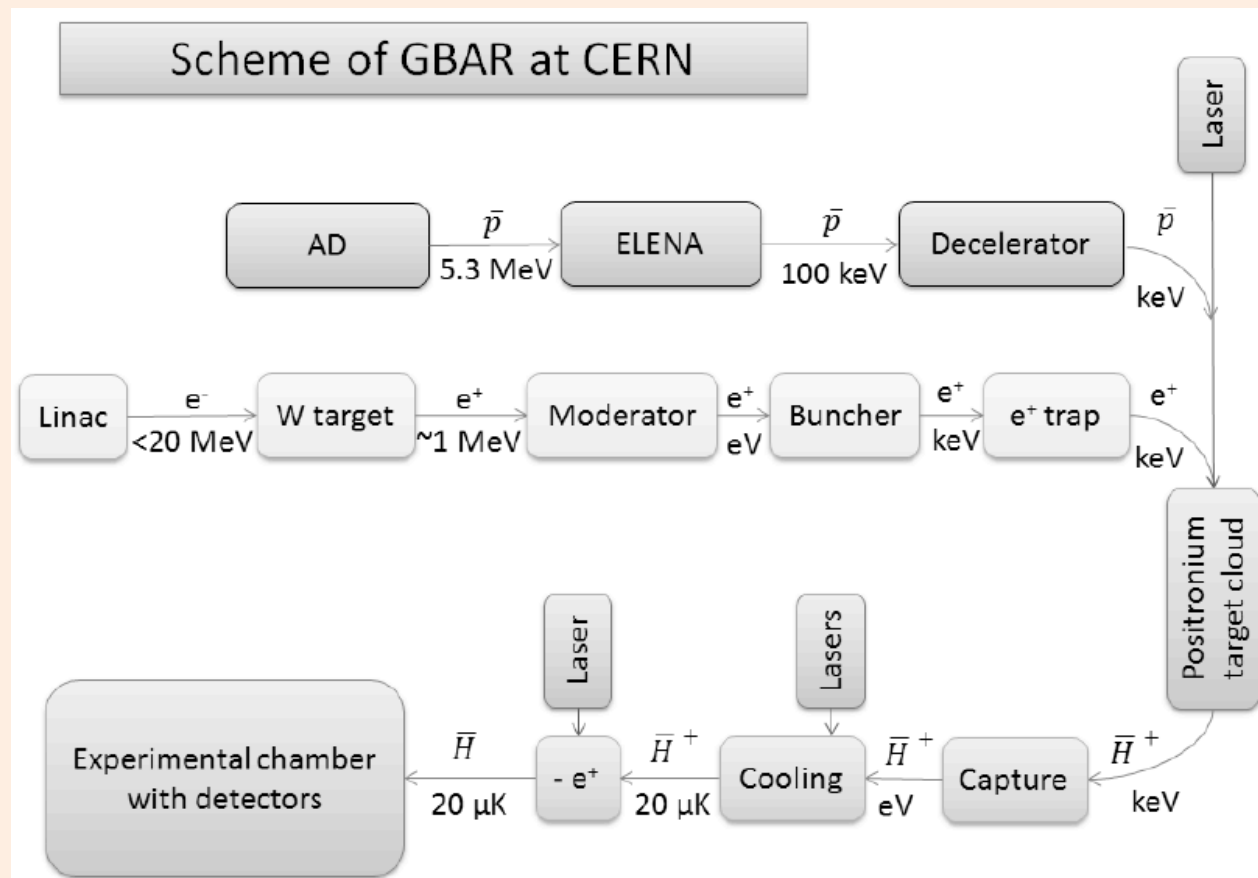 Scheme of GBAR at CERN
Laser
AD
p̄
5.3 MeV
ELENA
p̄
100 keV
Decelerator
p̄
keV
Linac
e⁻
<20 MeV
W target
e⁺
~1 MeV
Moderator
e⁺
eV
Buncher
e⁺
keV
e⁺ trap
e⁺
keV
Positronium
target cloud
Laser
Lasers
Experimental chamber
with detectors
H̅
20 µK
- e⁺
H̅ ⁺
20 µK
Cooling
H̅ ⁺
eV
Capture
H̅ ⁺
keV